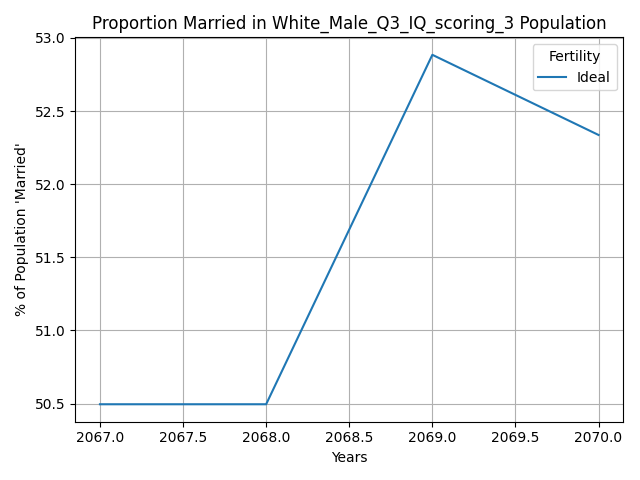 Proportion Married in White_Male_Q3_IQ_scoring_3 Population
Fertility
Ideal
% of Population 'Married'
53.0
52.5
52.0
51.5
51.0
50.5
2067.0 2067.5 2068.0 2068.5 2069.0 2069.5 2070.0
Years